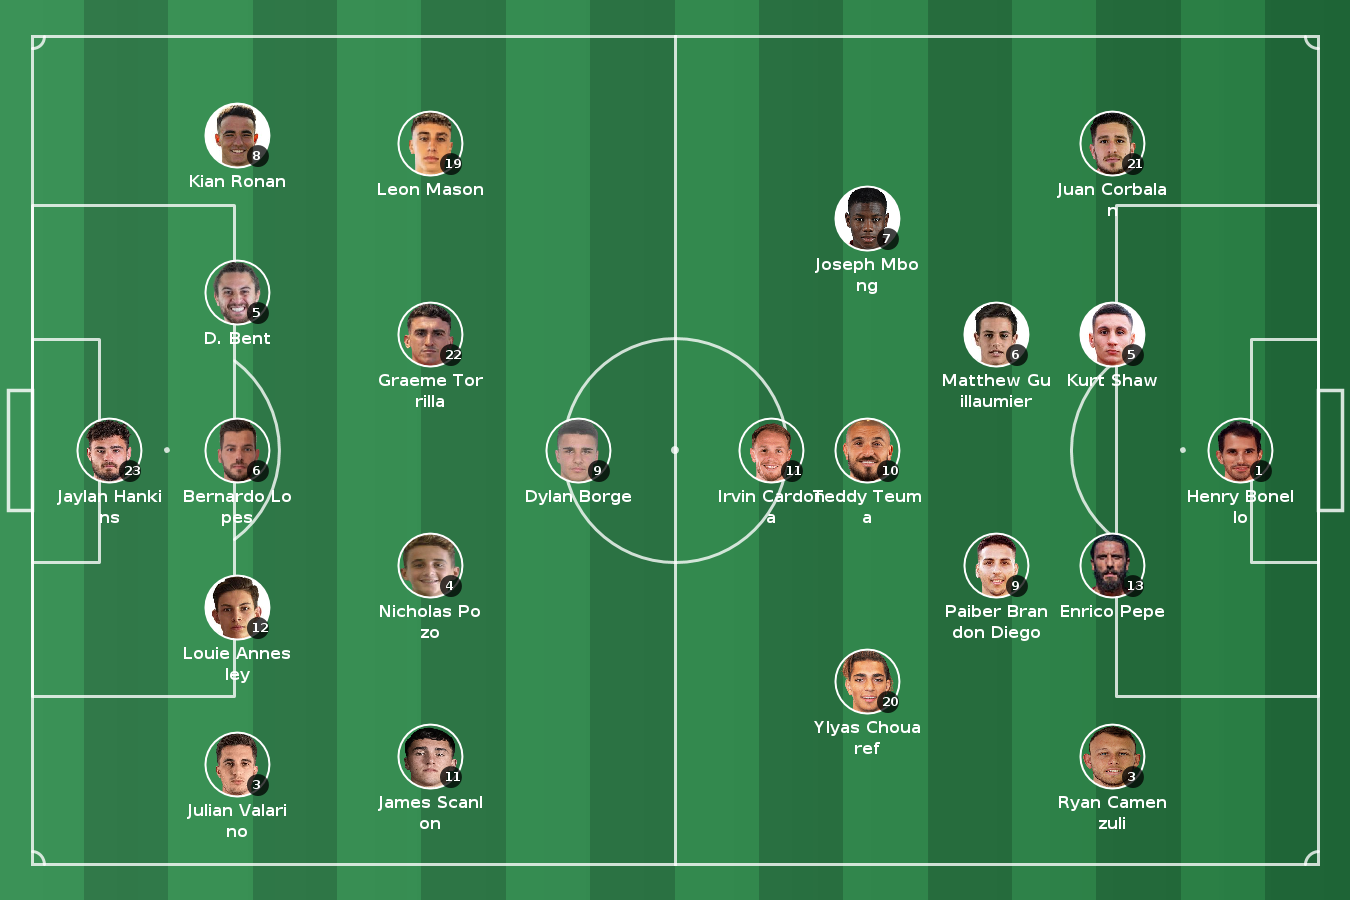 8
Kian Ronan
19
Leon Mason
5
D. Bent
22
Graeme Tor
rilla
23
Jaylan Hanki
ns
6
Bernardo Lo
pes
9
Dylan Borge
4
Nicholas Po
zo
12
Louie Annes
ley
3
Julian Valari
no
11
James Scanl
on
21
Juan Corbala
n
7
Joseph Mbo
ng
6
Matthew Gu
illaumier
5
Kurt Shaw
11
Irvin Cardon
a
10
Teddy Teum
a
1
Henry Bonel
lo
9
Paiber Bran
don Diego
13
Enrico Pepe
20
Ylyas Choua
ref
3
Ryan Camen
zuli